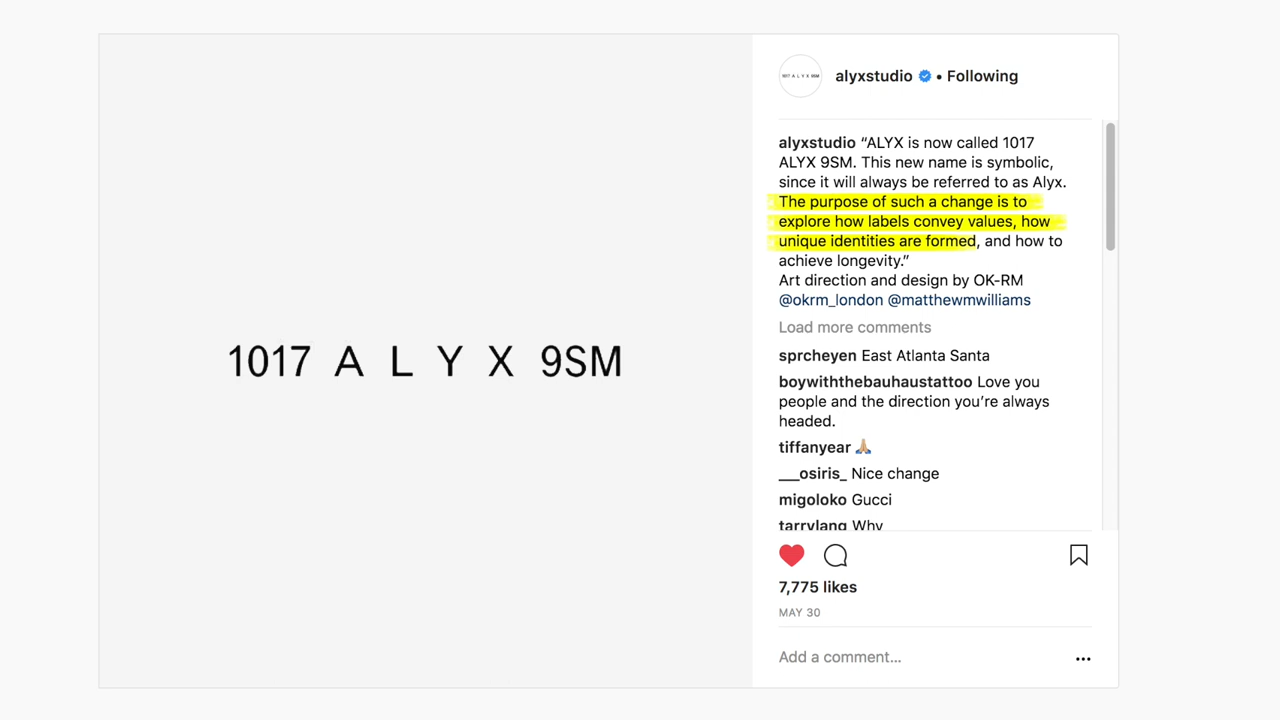 1017 A L Y X 9SM
alyxstudio • Following
alyxstudio “ALYX is now called 1017
ALYX 9SM. This new name is symbolic,
since it will always be referred to as Alyx.
The purpose of such a change is to
explore how labels convey values, how
unique identities are formed, and how to
achieve longevity.”
Art direction and design by OK-RM
@okrm_london @matthewmwilliams
Load more comments
sprcheyen East Atlanta Santa
boywiththebauhaustattoo Love you
people and the direction you’re always
headed.
tiffanyear 🙏🏼
___osiris_ Nice change
migoloko Gucci
tarrylang Why
7,775 likes
MAY 30
Add a comment...